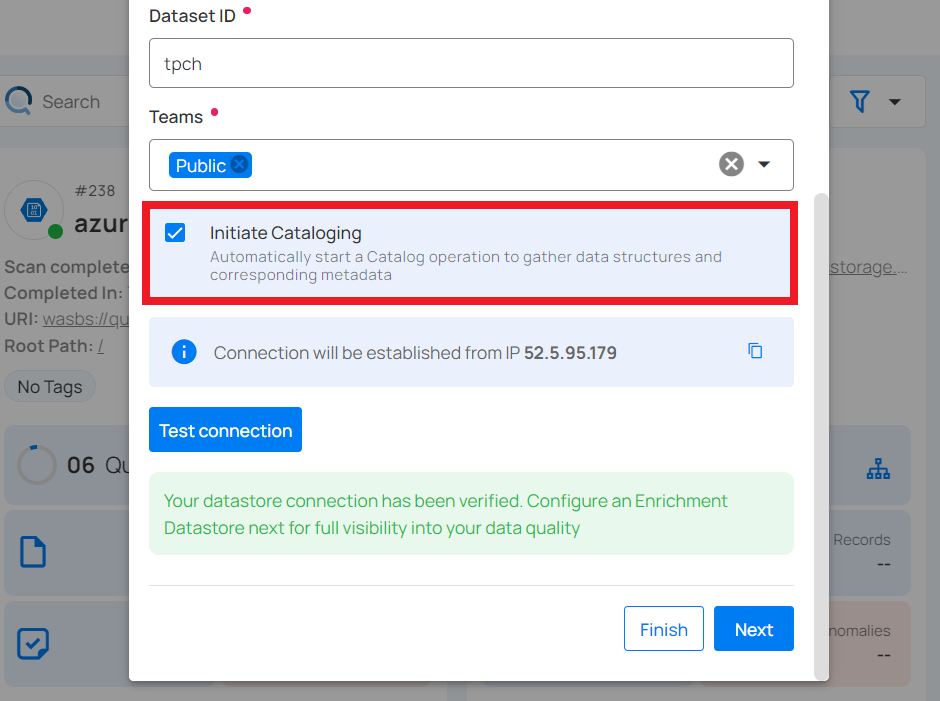 Dataset ID
tpch
Search
Teams
Public
#238
azur
Initiate Cataloging
Automatically start a Catalog operation to gather data structures and
corresponding metadata
Scan complete
storage....
Completed In:
URI: wasbs://qu
Root Path: /
Connection will be established from IP 52.5.95.179
No Tags
Test connection
06 Qu
Your datastore connection has been verified. Configure an Enrichment
Datastore next for full visibility into your data quality
Records
--
Finish
Next
nomalies
--